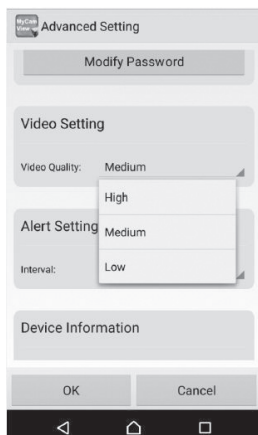 MyCam
View
Advanced Setting
Modify Password
Video Setting
Video Quality: Medium
High
Alert Setting
Medium
Interval:
Low
Device Information
OK Cancel